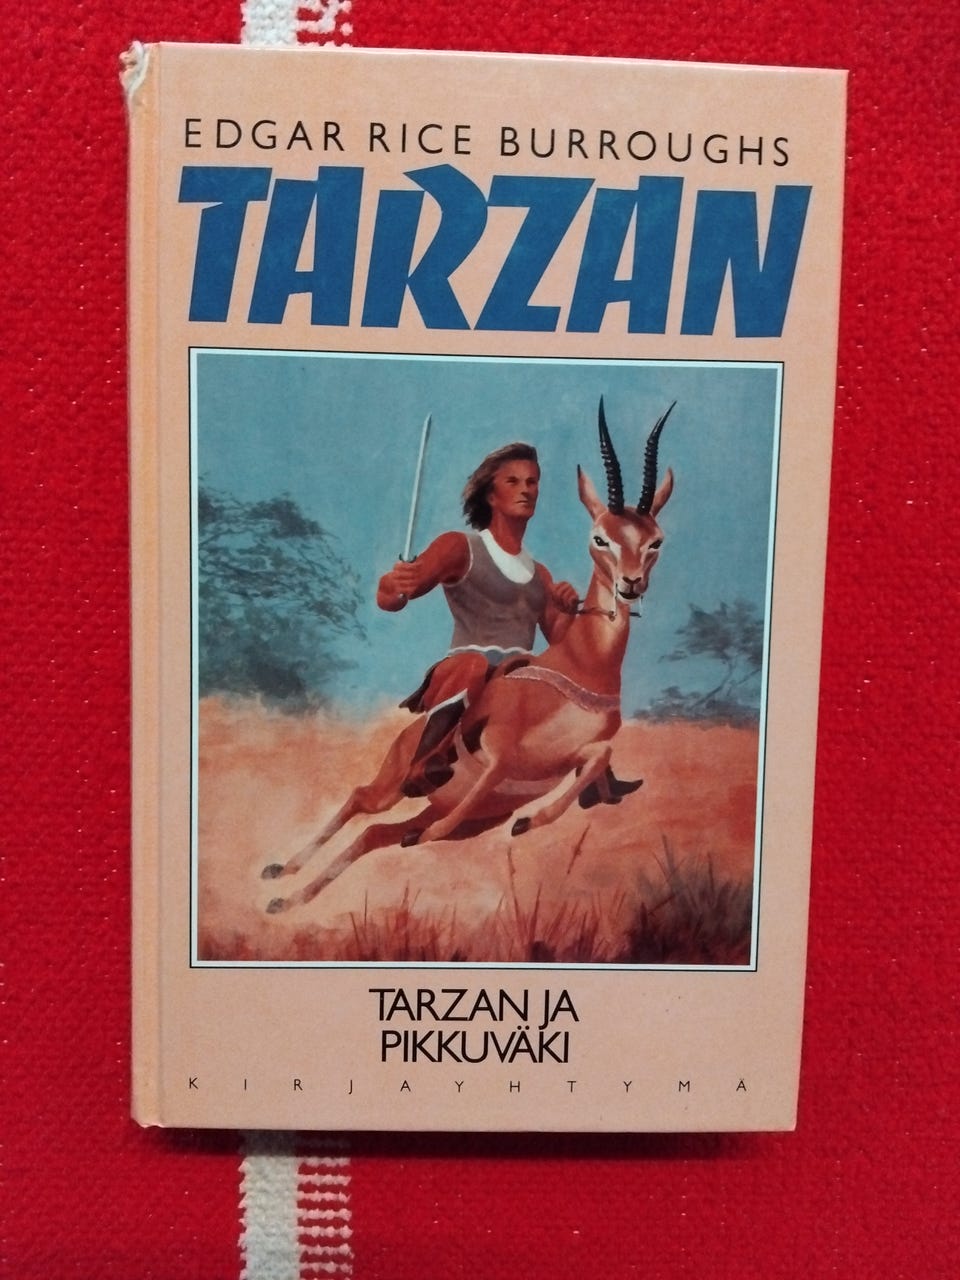 EDGAR RICE BURROUGHS
TARZAN
TARZAN JA
PIKKUVÄKI
KIRJAYHTYMÄ